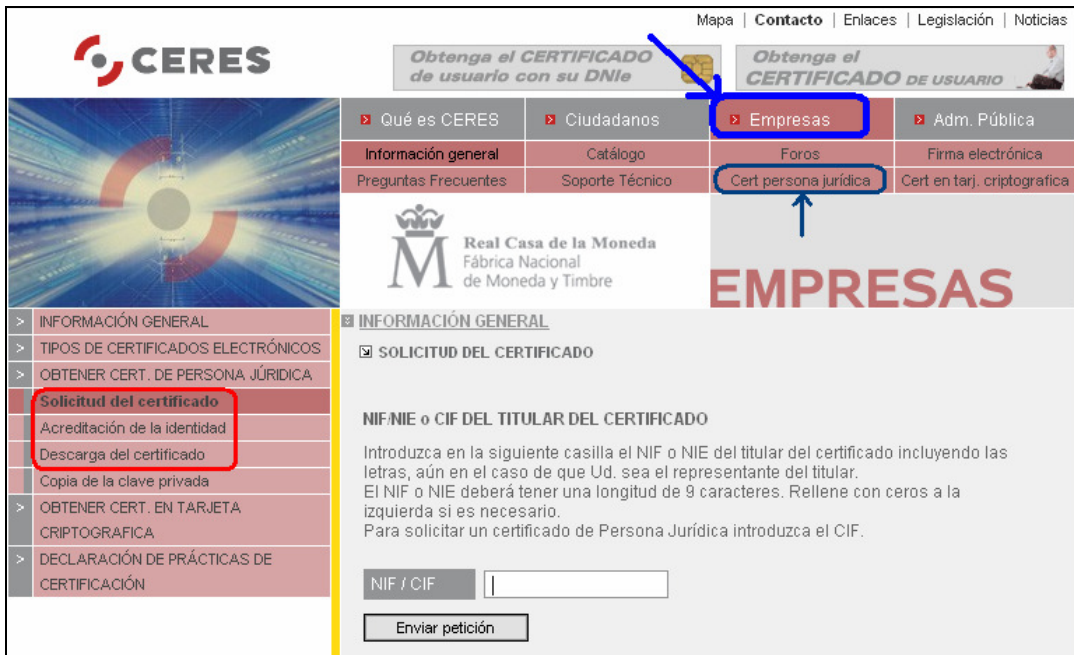 Mapa | Contacto | Enlaces | Legislación | Noticias
CERES
Obtenga el CERTIFICADO
de usuario con su DNIe
Obtenga el
CERTIFICADO DE USUARIO
Qué es CERES
Ciudadanos
Empresas
Adm. Pública
Información general
Catálogo
Foros
Firma electrónica
Preguntas Frecuentes
Soporte Técnico
Cert persona jurídica
Cert en tarj. criptografica
M
Real Casa de la Moneda
Fábrica Nacional
de Moneda y Timbre
EMPRESAS
> INFORMACIÓN GENERAL
> TIPOS DE CERTIFICADOS ELECTRÓNICOS
> OBTENER CERT. DE PERSONA JÚRIDICA
Solicitud del certificado
Acreditación de la identidad
Descarga del certificado
Copia de la clave privada
> OBTENER CERT. EN TARJETA
CRIPTOGRAFICA
> DECLARACIÓN DE PRÁCTICAS DE
CERTIFICACIÓN
INFORMACIÓN GENERAL
SOLICITUD DEL CERTIFICADO
NIF/NIE o CIF DEL TITULAR DEL CERTIFICADO
Introduzca en la siguiente casilla el NIF o NIE del titular del certificado incluyendo las
letras, aún en el caso de que Ud. sea el representante del titular.
El NIF o NIE deberá tener una longitud de 9 caracteres. Rellene con ceros a la
izquierda si es necesario.
Para solicitar un certificado de Persona Jurídica introduzca el CIF.
NIF / CIF
Enviar petición